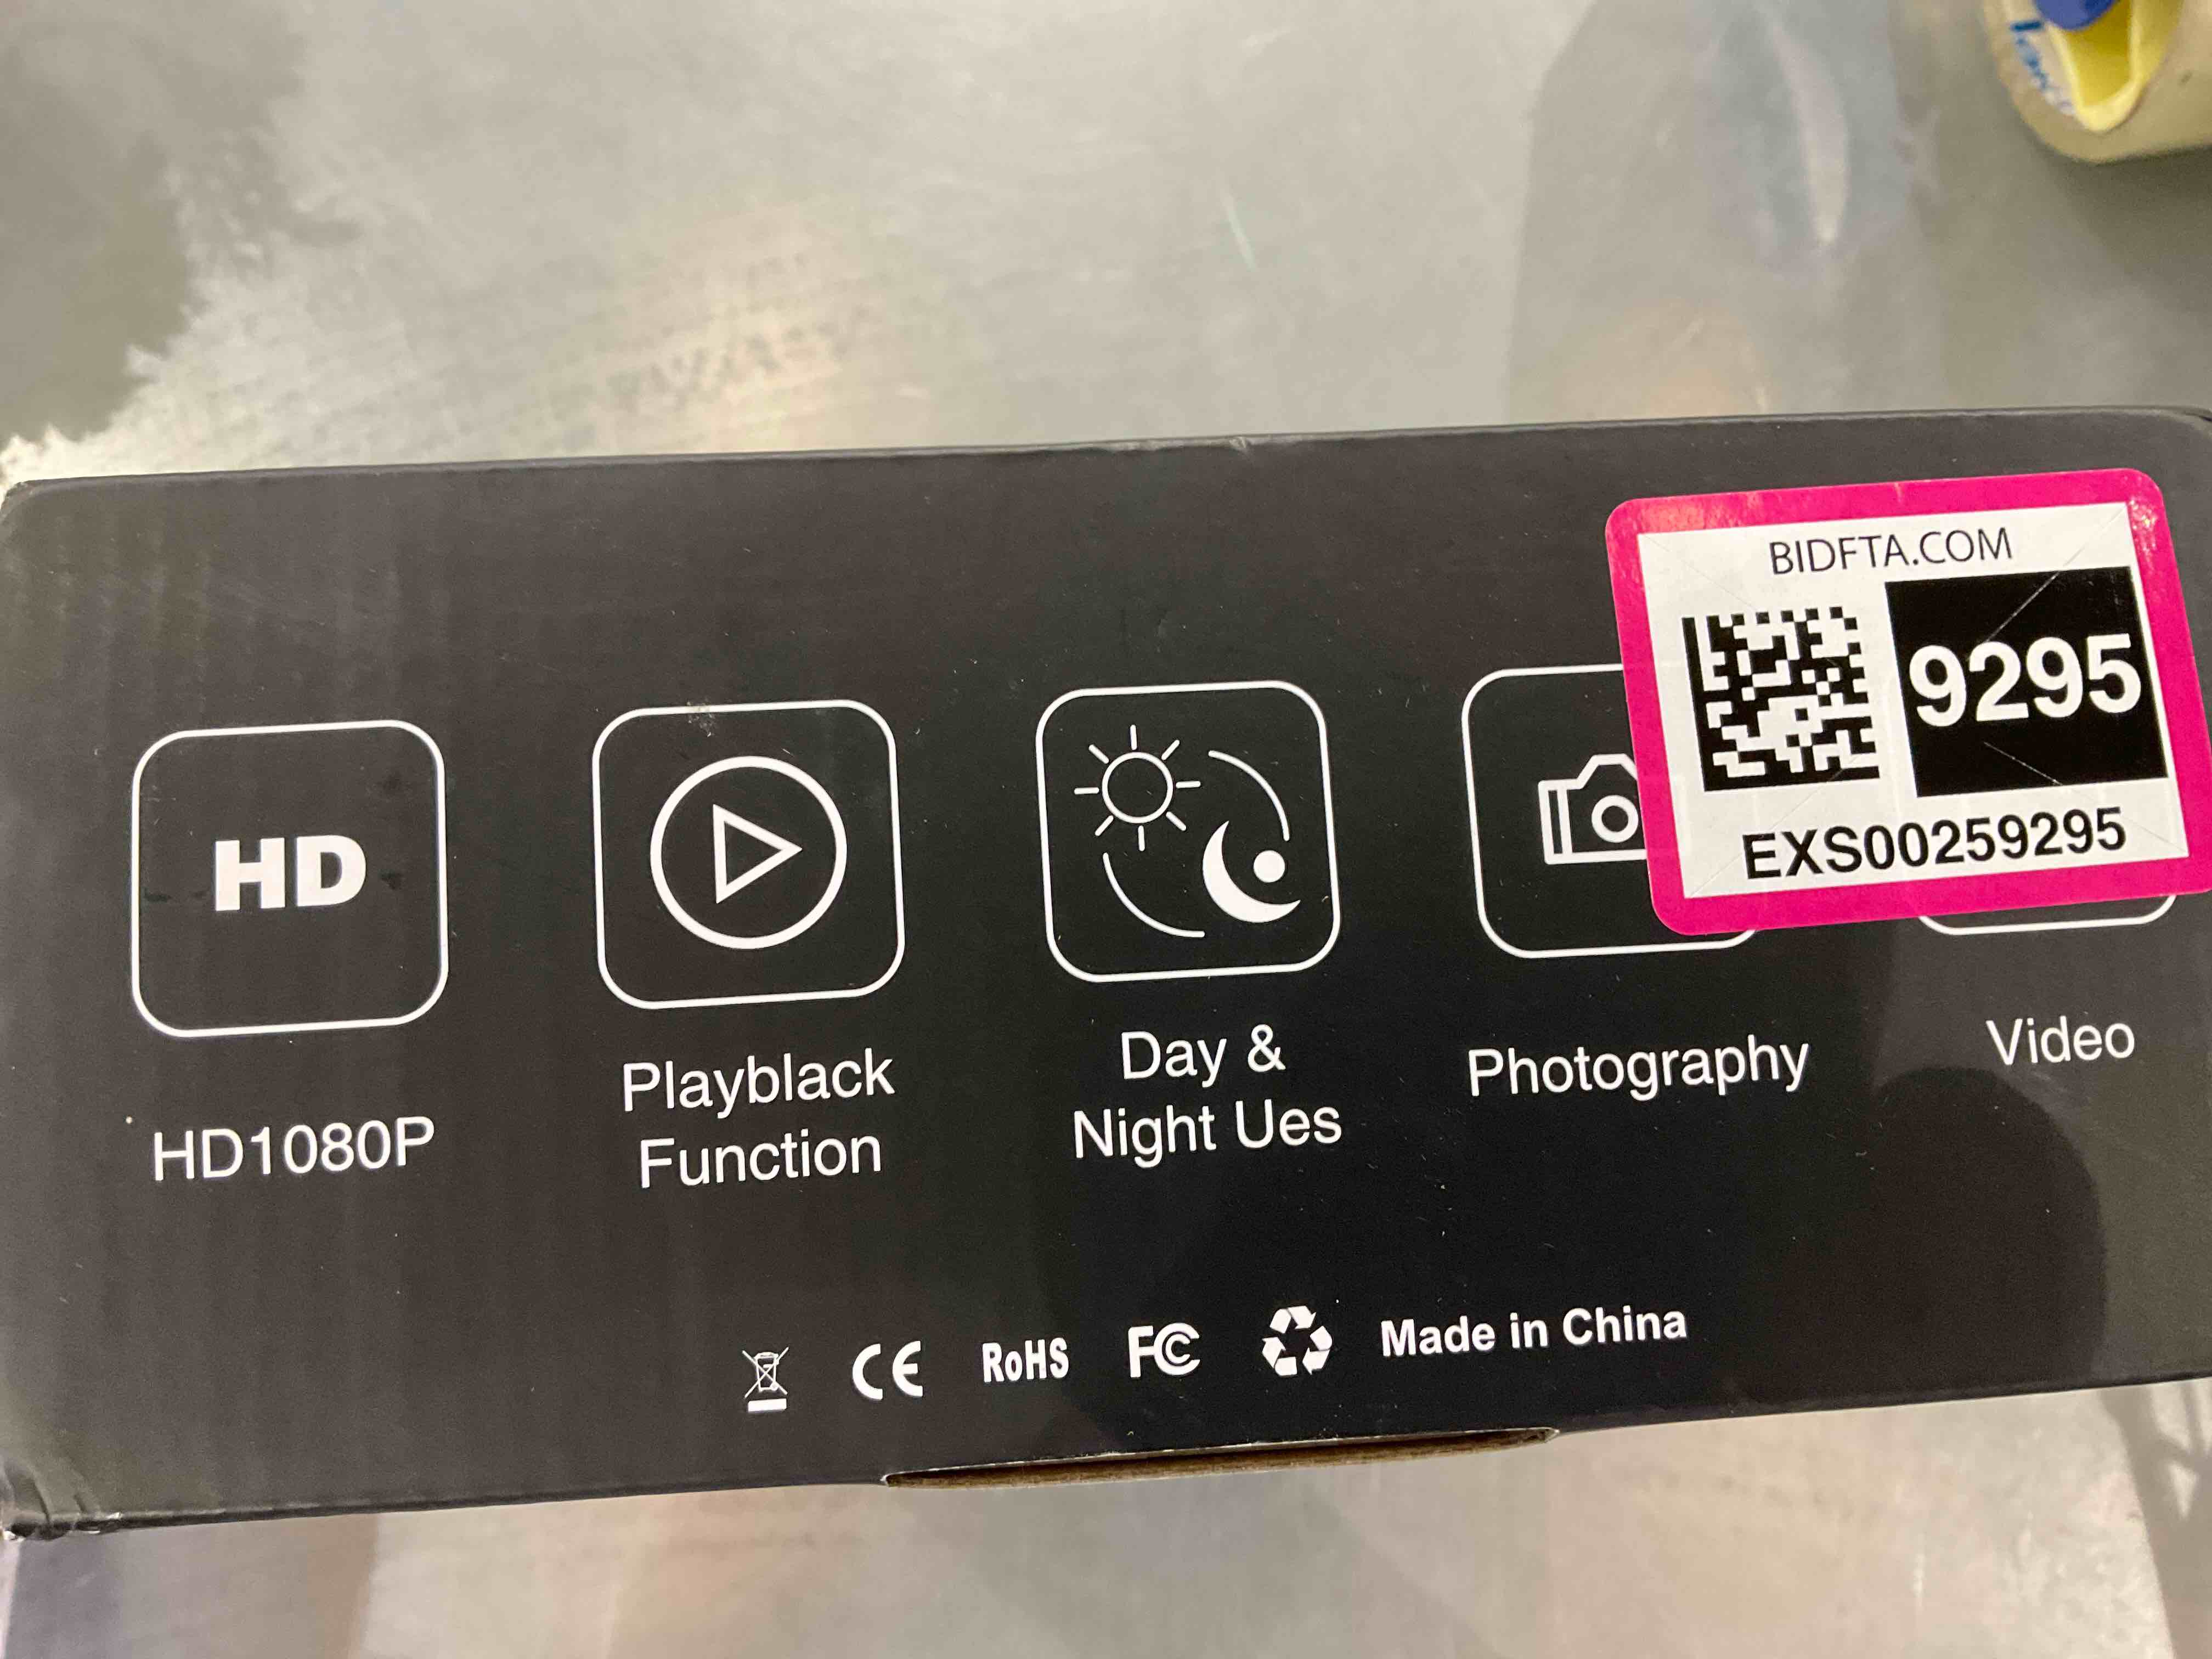 BIDFTA.COM
9295
EXS00259295
HD
HD1080P
Playblack
Function
Day &
Night Ues
Photography
Video
CE RoHS FC Made in China